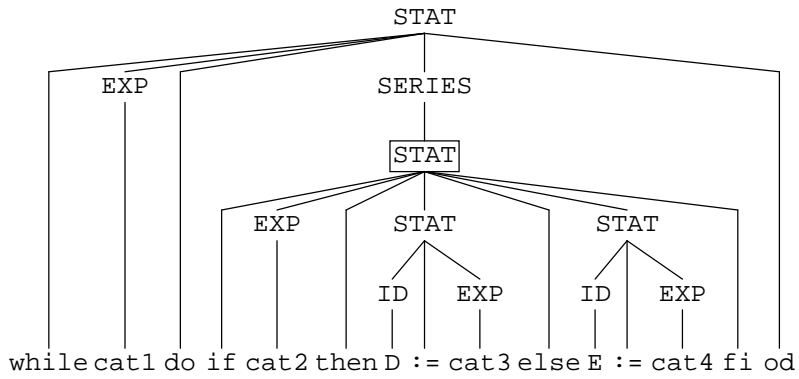 STAT
EXP SERIES
STAT
EXP STAT STAT
ID EXP ID EXP
while cat1 do if cat2 then D := cat3 else E := cat4 fi od